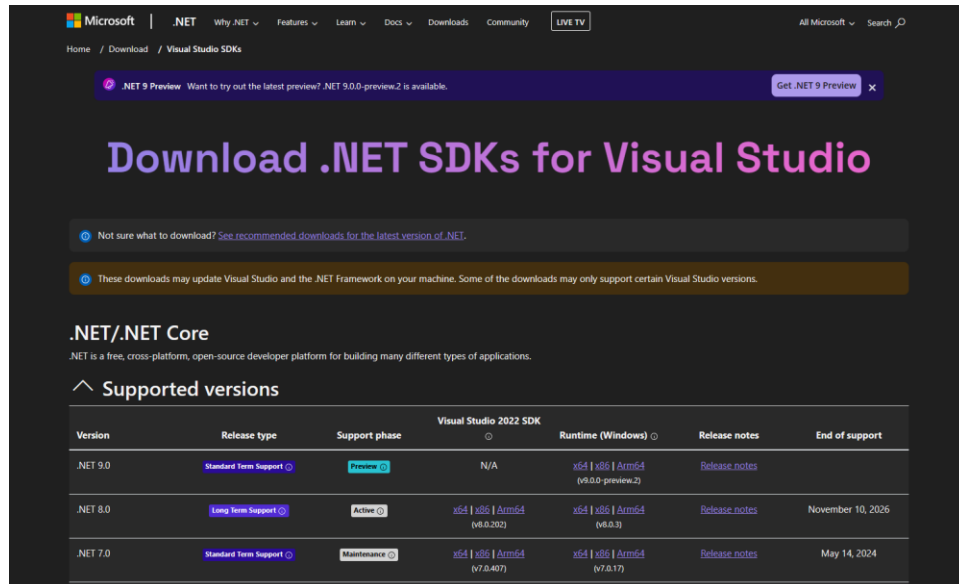 Microsoft | .NET Why .NET Features Learn Docs Downloads Community LIVE TV All Microsoft Search
Home / Download / Visual Studio SDKs
.NET 9 Preview Want to try out the latest preview? .NET 9.0.0-preview.2 is available. Get .NET 9 Preview
Download .NET SDKs for Visual Studio
Not sure what to download? See recommended downloads for the latest version of .NET.
These downloads may update Visual Studio and the .NET Framework on your machine. Some of the downloads may only support certain Visual Studio versions.
.NET/.NET Core
.NET is a free, cross-platform, open-source developer platform for building many different types of applications.
Supported versions
Version Release type Support phase Visual Studio 2022 SDK Runtime (Windows) Release notes End of support
.NET 9.0 Standard Term Support Preview N/A x64 | x86 | Arm64 Release notes
(v9.0.0-preview.2)
.NET 8.0 Long Term Support Active x64 | x86 | Arm64 x64 | x86 | Arm64 Release notes November 10, 2026
(v8.0.202) (v8.0.3)
.NET 7.0 Standard Term Support Maintenance x64 | x86 | Arm64 x64 | x86 | Arm64 Release notes May 14, 2024
(v7.0.407) (v7.0.17)